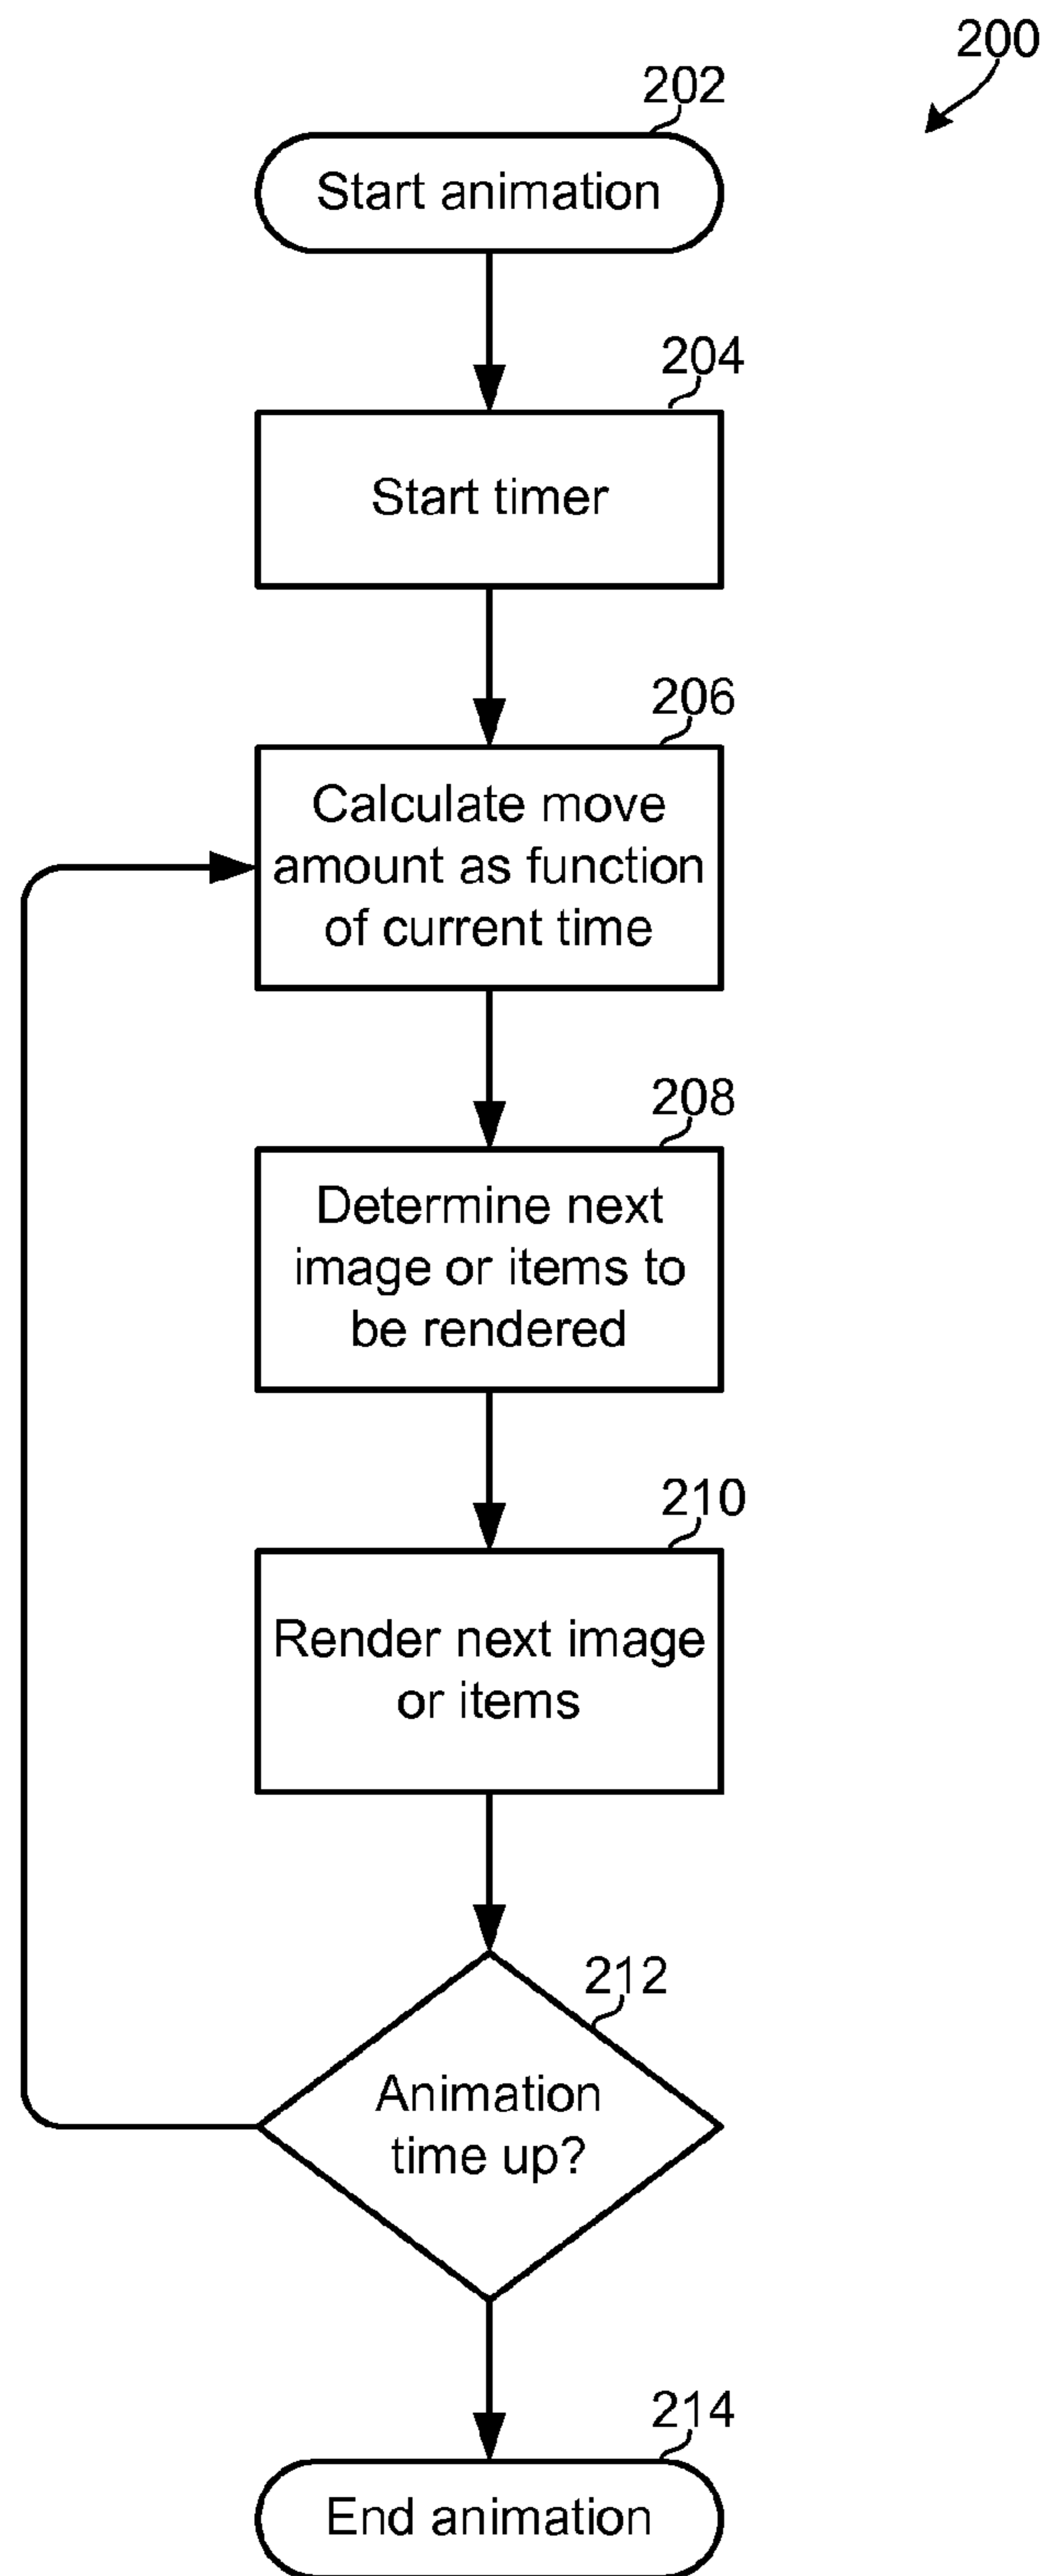 200
202
Start animation
204
Start timer
206
Calculate move
amount as function
of current time
208
Determine next
image or items to
be rendered
210
Render next image
or items
212
Animation
time up?
214
End animation